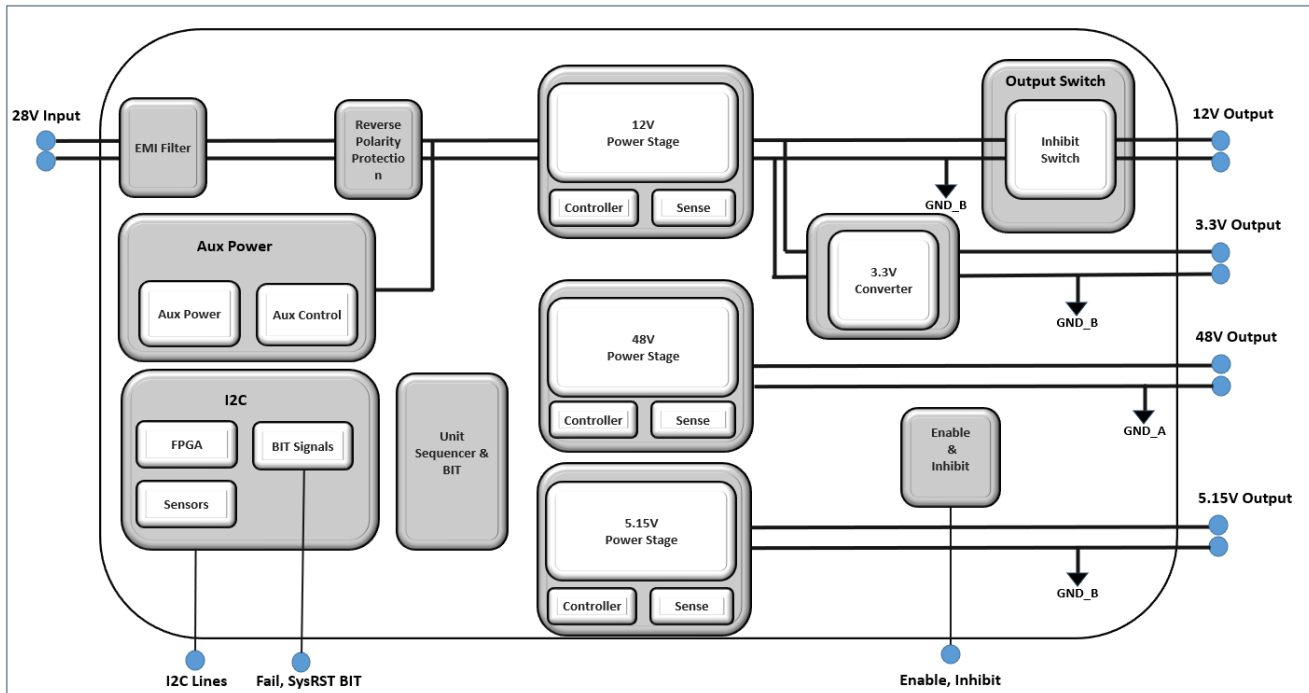 28V Input
EMI Filter
Reverse
Polarity
Protectio
n
12V
Power Stage
Controller
Sense
Output Switch
Inhibit
Switch
12V Output
GND_B
3.3V Output
3.3V
Converter
GND_B
Aux Power
Aux Power
Aux Control
48V
Power Stage
Controller
Sense
48V Output
GND_A
I2C
FPGA
BIT Signals
Sensors
Unit
Sequencer &
BIT
Enable
&
Inhibit
5.15V
Power Stage
Controller
Sense
5.15V Output
GND_B
I2C Lines
Fail, SysRST BIT
Enable, Inhibit